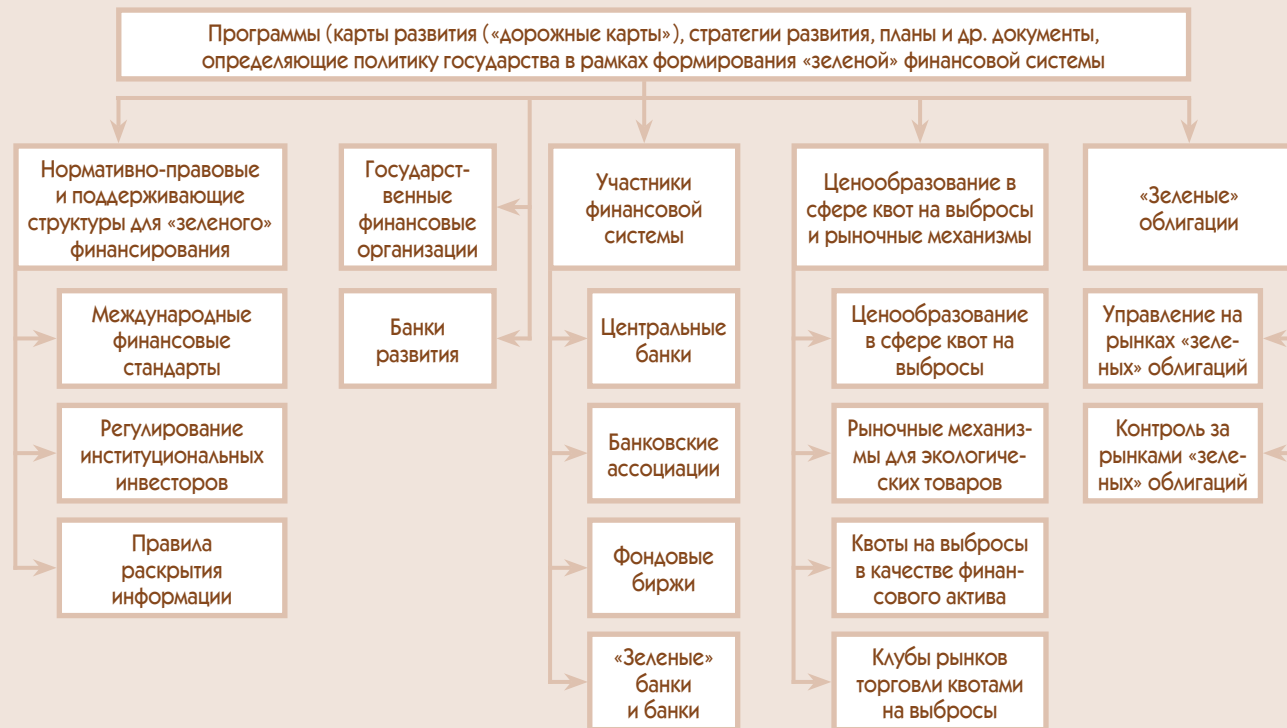 Программы (карты развития («дорожные карты»), стратегии развития, планы и др. документы,
определяющие политику государства в рамках формирования «зеленой» финансовой системы
Нормативно-правовые
и поддерживающие
структуры для «зеленого»
финансирования
Международные
финансовые
стандарты
Регулирование
институциональных
инвесторов
Правила
раскрытия
информации
Государст-
венные
финансовые
организации
Банки
развития
Участники
финансовой
системы
Центральные
банки
Банковские
ассоциации
Фондовые
биржи
«Зеленые»
банки
и банки
Ценообразование в
сфере квот на выбросы
и рыночные механизмы
Ценообразование
в сфере квот на
выбросы
Рыночные механиз-
мы для экологиче-
ских товаров
Квоты на выбросы
в качестве финан-
сового актива
Клубы рынков
торговли квотами
на выбросы
«Зеленые»
облигации
Управление на
рынках «зеле-
ных» облигаций
Контроль за
рынками «зеле-
ных» облигаций